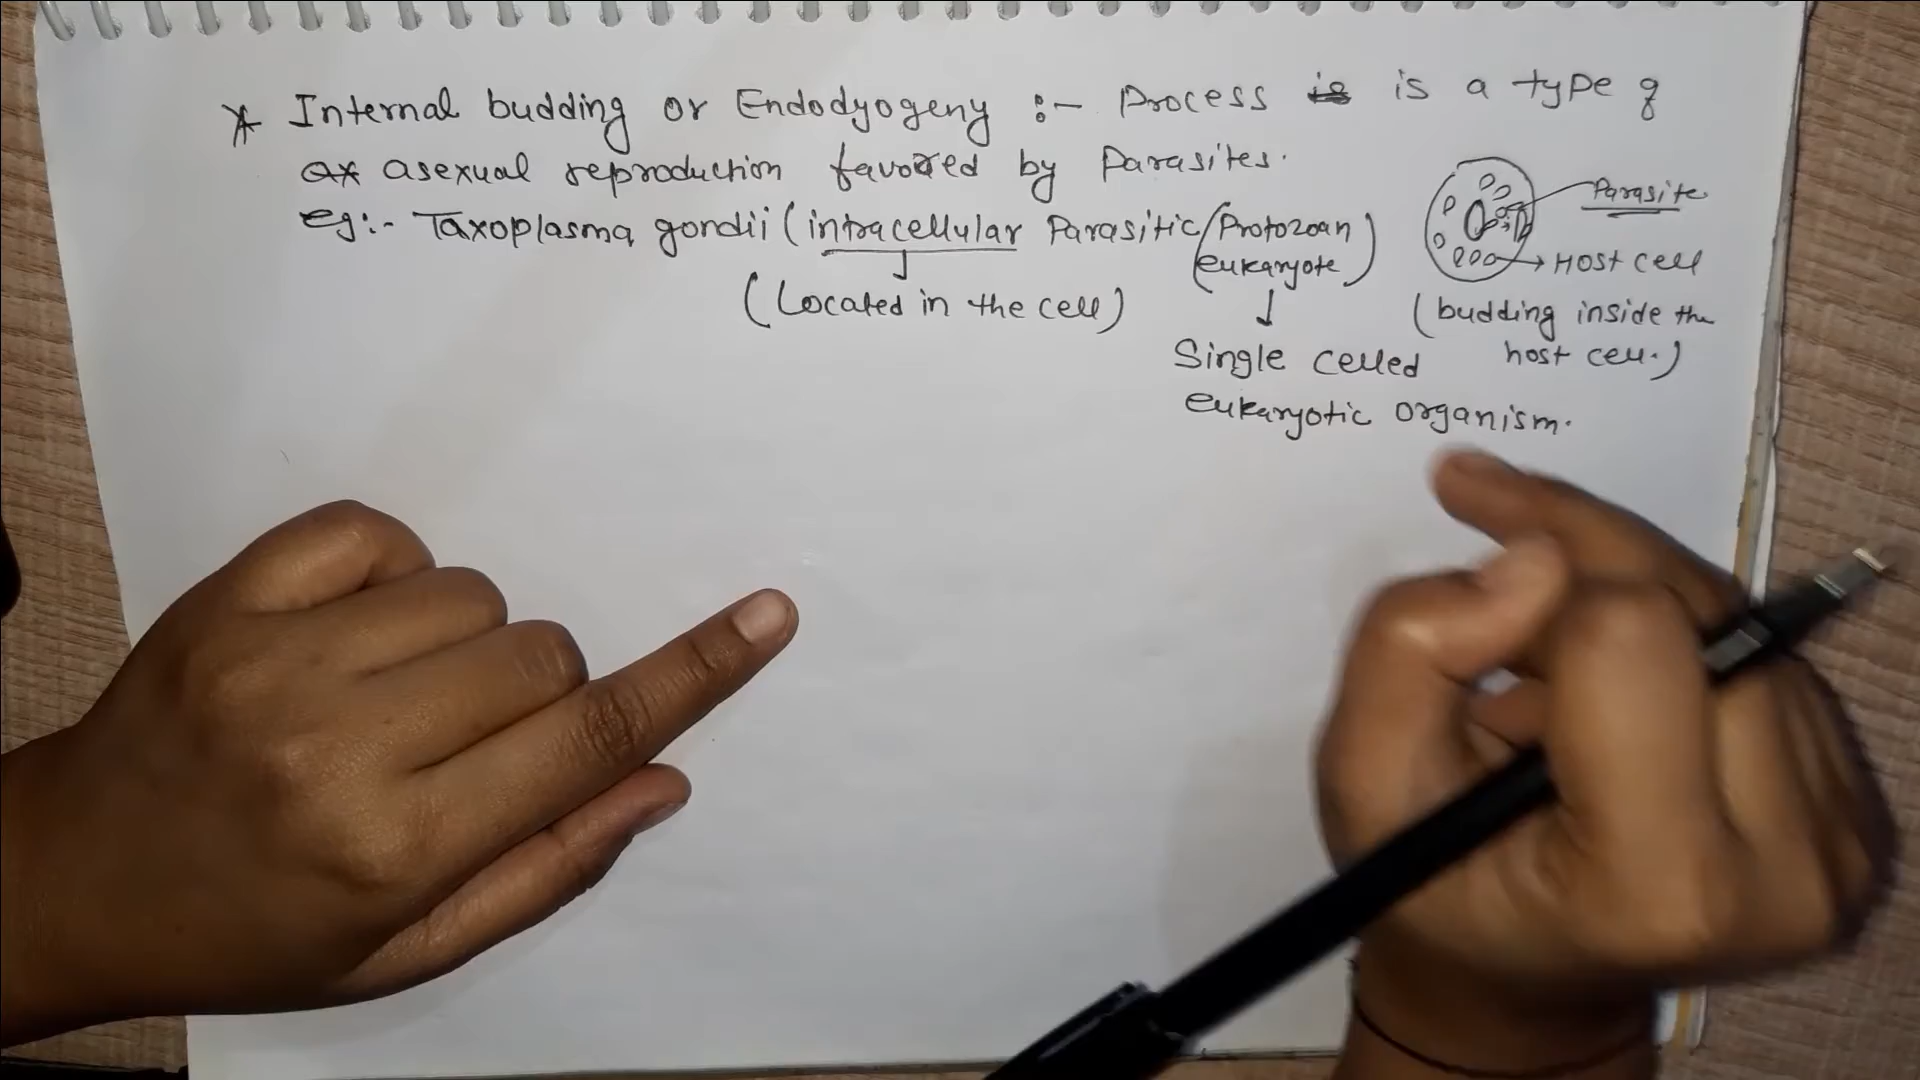 * Internal budding or Endodyogeny :- Process is is a type of
asexual reproduction favored by Parasites.
eg:- Taxoplasma gondii (intracellular Parasitic/Protozoan
eukaryote)
(Located in the cell)
Single celled
eukaryotic organism.
Parasite
Host cell
(budding inside the
host cell.)